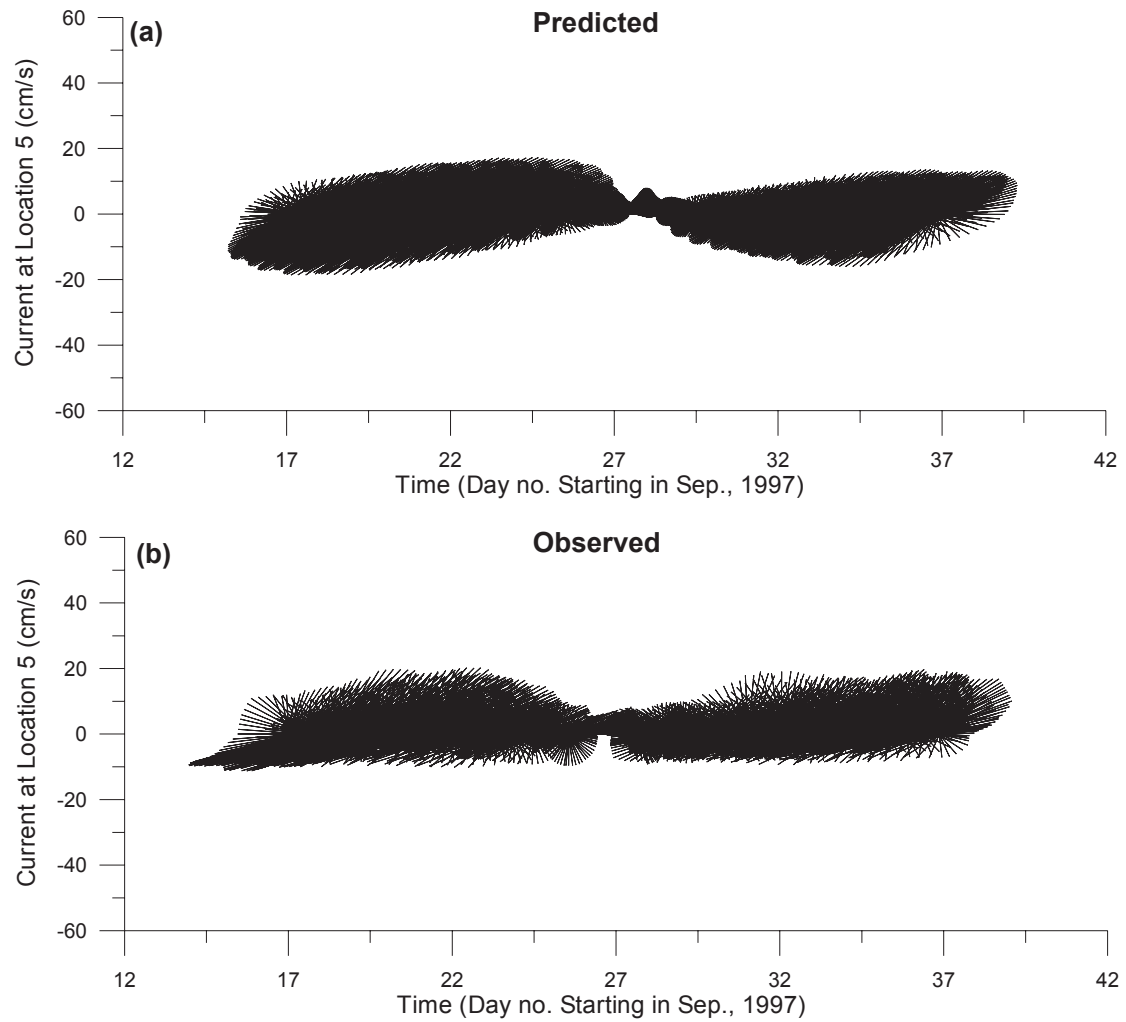 (a)
Predicted
Current at Location 5 (cm/s)
60
40
20
0
-20
-40
-60
12 17 22 27 32 37 42
Time (Day no. Starting in Sep., 1997)
(b)
Observed
Current at Location 5 (cm/s)
60
40
20
0
-20
-40
-60
12 17 22 27 32 37 42
Time (Day no. Starting in Sep., 1997)